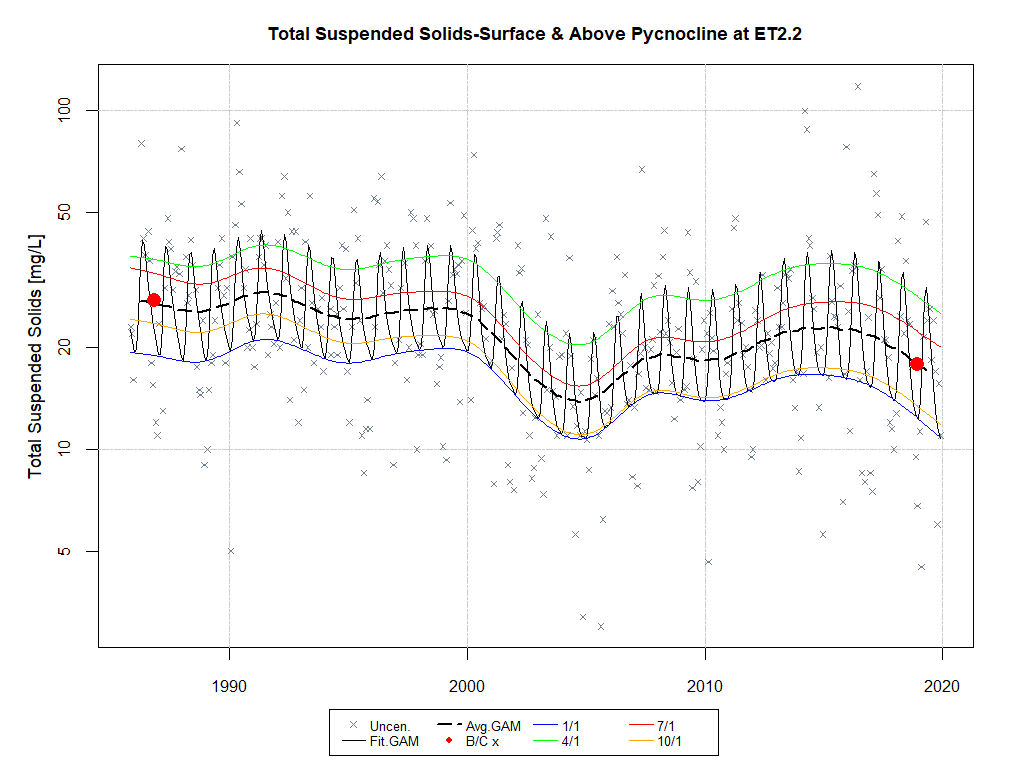 Total Suspended Solids-Surface & Above Pycnocline at ET2.2
Total Suspended Solids [mg/L]
100
50
20
10
5
1990 2000 2010 2020
Uncen. Avg.GAM 1/1 7/1
Fit.GAM B/C x 4/1 10/1